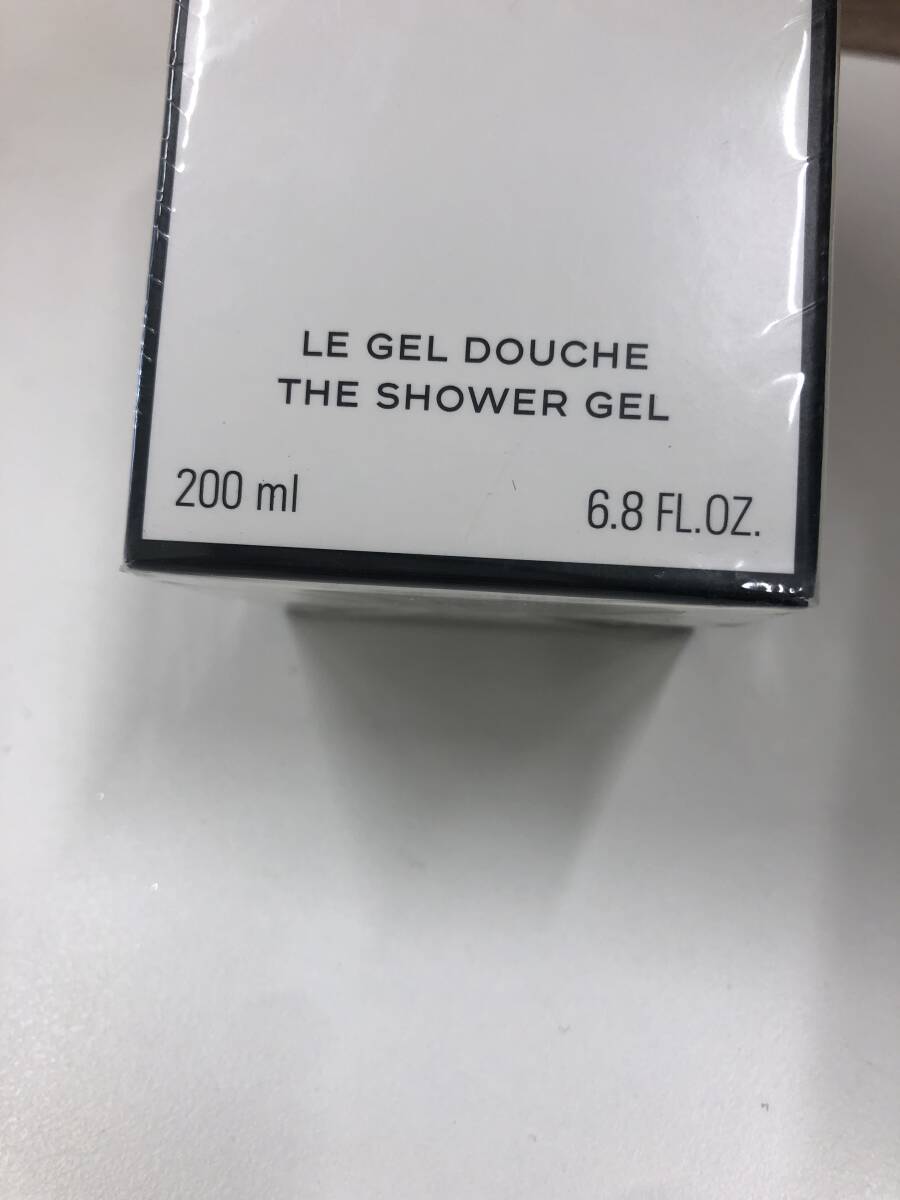 LE GEL DOUCHE
THE SHOWER GEL
200 ml 6.8 FL.OZ.